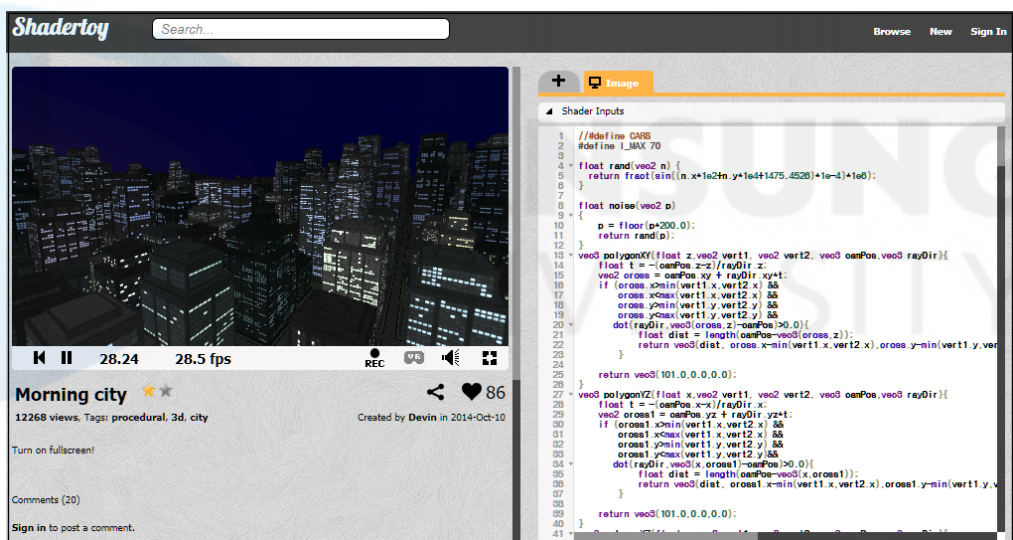 Shadertoy
Search...
Browse New Sign In
Image
Shader Inputs
28.24 28.5 fps REC VR
Morning city 86
12268 views, Tags: procedural, 3d, city Created by Devin in 2014-Oct-10
Turn on fullscreen!
Comments (20)
Sign in to post a comment.
1 //#define CARS
2 #define I_MAX 70
3
4 float rand(vec2 n) {
5 return fract(sin((n.x*1e2+n.y*1e4+1475.4526)*1e-4)*1e6);
6 }
7
8 float noise(vec2 p)
9 {
10 p = floor(p*200.0);
11 return rand(p);
12 }
13 vec3 polygonXY(float z,vec2 vert1, vec2 vert2, vec3 camPos,vec3 rayDir){
14 float t = -(camPos.z-z)/rayDir.z;
15 vec2 cross = camPos.xy + rayDir.xy*t;
16 if (cross.x>min(vert1.x,vert2.x) &&
17 cross.x<max(vert1.x,vert2.x) &&
18 cross.y>min(vert1.y,vert2.y) &&
19 cross.y<max(vert1.y,vert2.y) &&
20 dot(rayDir,vec3(cross,z)-camPos)>0.0){
21 float dist = length(camPos-vec3(cross,z));
22 return vec3(dist, cross.x-min(vert1.x,vert2.x),cross.y-min(vert1.y,ver
23 }
24
25 return vec3(101.0,0.0,0.0);
26 }
27 vec3 polygonYZ(float x,vec2 vert1, vec2 vert2, vec3 camPos,vec3 rayDir){
28 float t = -(camPos.x-x)/rayDir.x;
29 vec2 cross1 = camPos.yz + rayDir.yz*t;
30 if (cross1.x>min(vert1.x,vert2.x) &&
31 cross1.x<max(vert1.x,vert2.x) &&
32 cross1.y>min(vert1.y,vert2.y) &&
33 cross1.y<max(vert1.y,vert2.y)&&
34 dot(rayDir,vec3(x,cross1)-camPos)>0.0){
35 float dist = length(camPos-vec3(x,cross1));
36 return vec3(dist, cross1.x-min(vert1.x,vert2.x),cross1.y-min(vert1.y,v
37 }
38
39 return vec3(101.0,0.0,0.0);
40 }
41